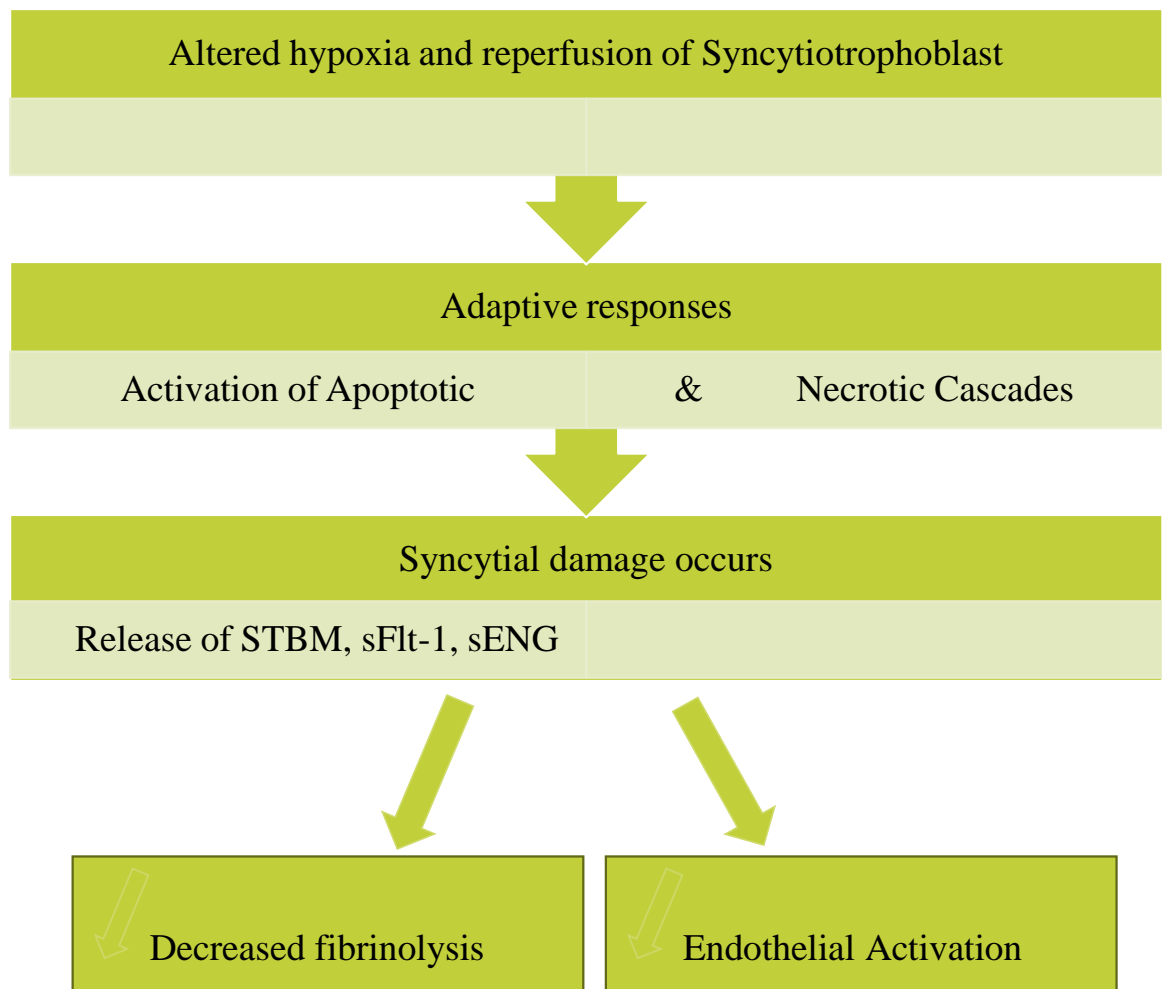 Altered hypoxia and reperfusion of Syncytiotrophoblast
Adaptive responses
Activation of Apoptotic & Necrotic Cascades
Syncytial damage occurs
Release of STBM, sFlt-1, sENG
Decreased fibrinolysis
Endothelial Activation